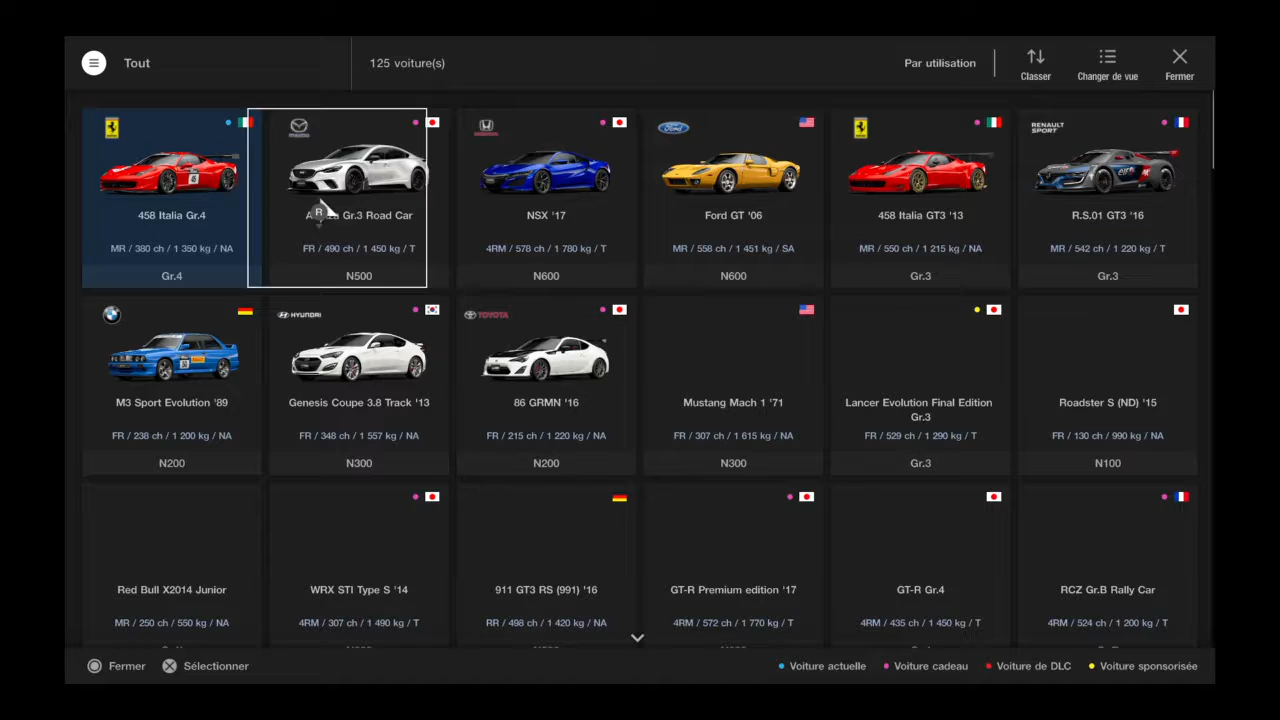 Tout
125 voiture(s)
Par utilisation
Classer
Changer de vue
Fermer
458 Italia Gr.4
MR / 380 ch / 1 350 kg / NA
Gr.4
mazda
R
Gr.3 Road Car
FR / 490 ch / 1 450 kg / T
N500
HONDA
NSX '17
4RM / 578 ch / 1 780 kg / T
N600
Ford
Ford GT '06
MR / 558 ch / 1 451 kg / SA
N600
458 Italia GT3 '13
MR / 550 ch / 1 215 kg / NA
Gr.3
RENAULT
SPORT
R.S.01 GT3 '16
MR / 542 ch / 1 220 kg / T
Gr.3
M3 Sport Evolution '89
FR / 238 ch / 1 200 kg / NA
N200
HYUNDAI
Genesis Coupe 3.8 Track '13
FR / 348 ch / 1 557 kg / NA
N300
TOYOTA
86 GRMN '16
FR / 215 ch / 1 220 kg / NA
N200
Mustang Mach 1 '71
FR / 307 ch / 1 615 kg / NA
N300
Lancer Evolution Final Edition
Gr.3
FR / 529 ch / 1 290 kg / T
Gr.3
Roadster S (ND) '15
FR / 130 ch / 990 kg / NA
N100
Red Bull X2014 Junior
MR / 250 ch / 550 kg / NA
WRX STI Type S '14
4RM / 307 ch / 1 490 kg / T
911 GT3 RS (991) '16
RR / 498 ch / 1 420 kg / NA
GT-R Premium edition '17
4RM / 572 ch / 1 770 kg / T
GT-R Gr.4
4RM / 435 ch / 1 450 kg / T
RCZ Gr.B Rally Car
4RM / 524 ch / 1 200 kg / T
Fermer
Sélectionner
Voiture actuelle
Voiture cadeau
Voiture de DLC
Voiture sponsorisée